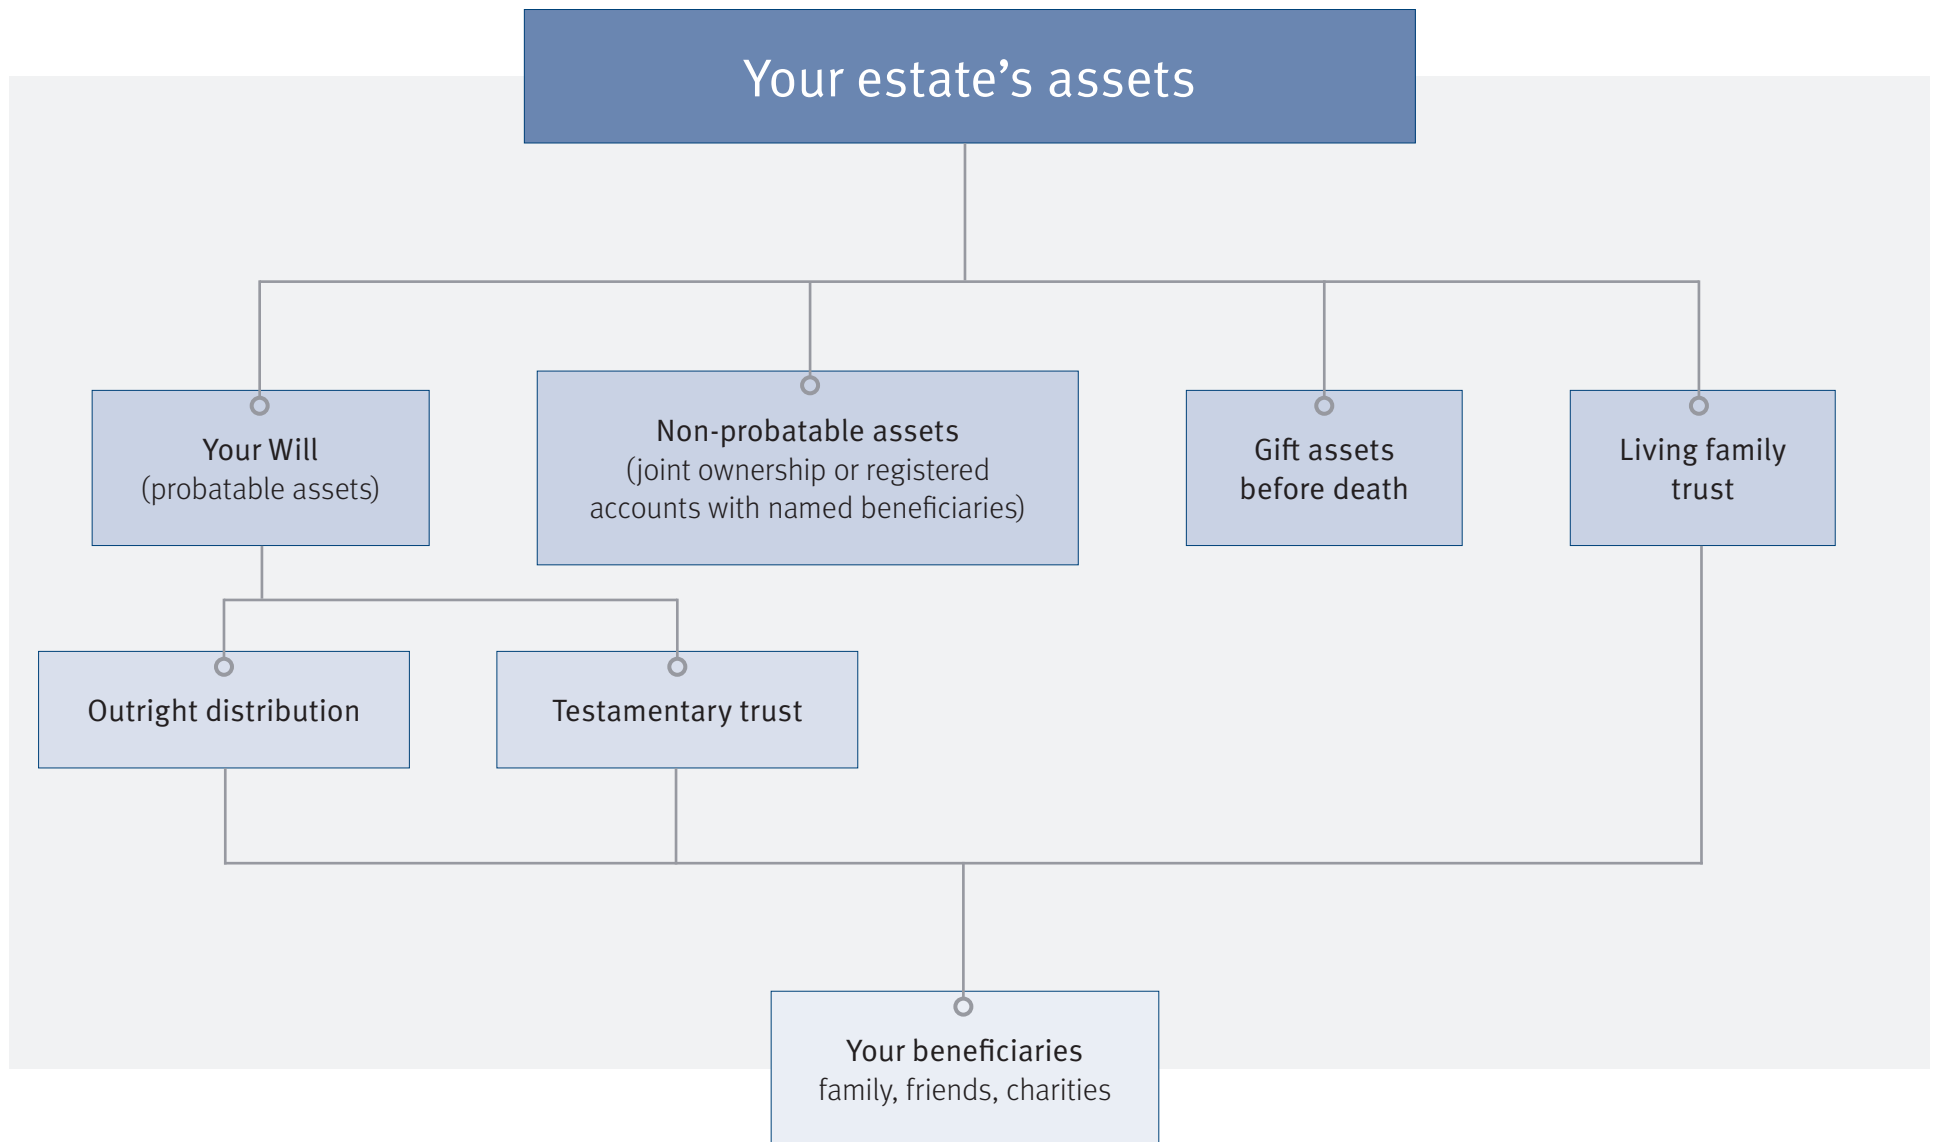 Your estate’s assets
Your Will
(probatable assets)
Non-probatable assets
(joint ownership or registered
accounts with named beneficiaries)
Gift assets
before death
Living family
trust
Outright distribution
Testamentary trust
Your beneficiaries
family, friends, charities